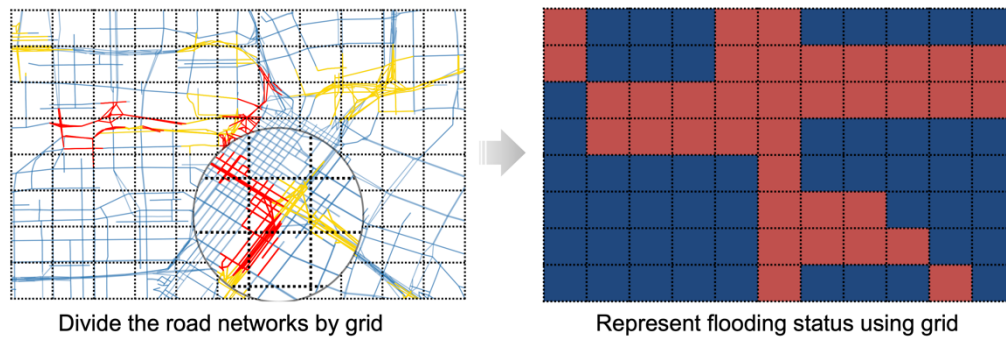 Divide the road networks by grid
Represent flooding status using grid